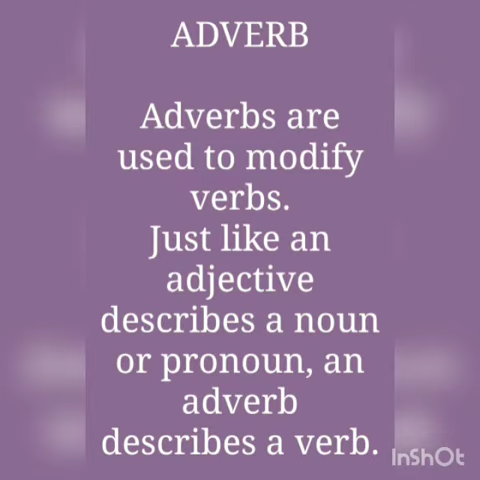 ADVERB
Adverbs are
used to modify
verbs.
Just like an
adjective
describes a noun
or pronoun, an
adverb
describes a verb.
InShOt